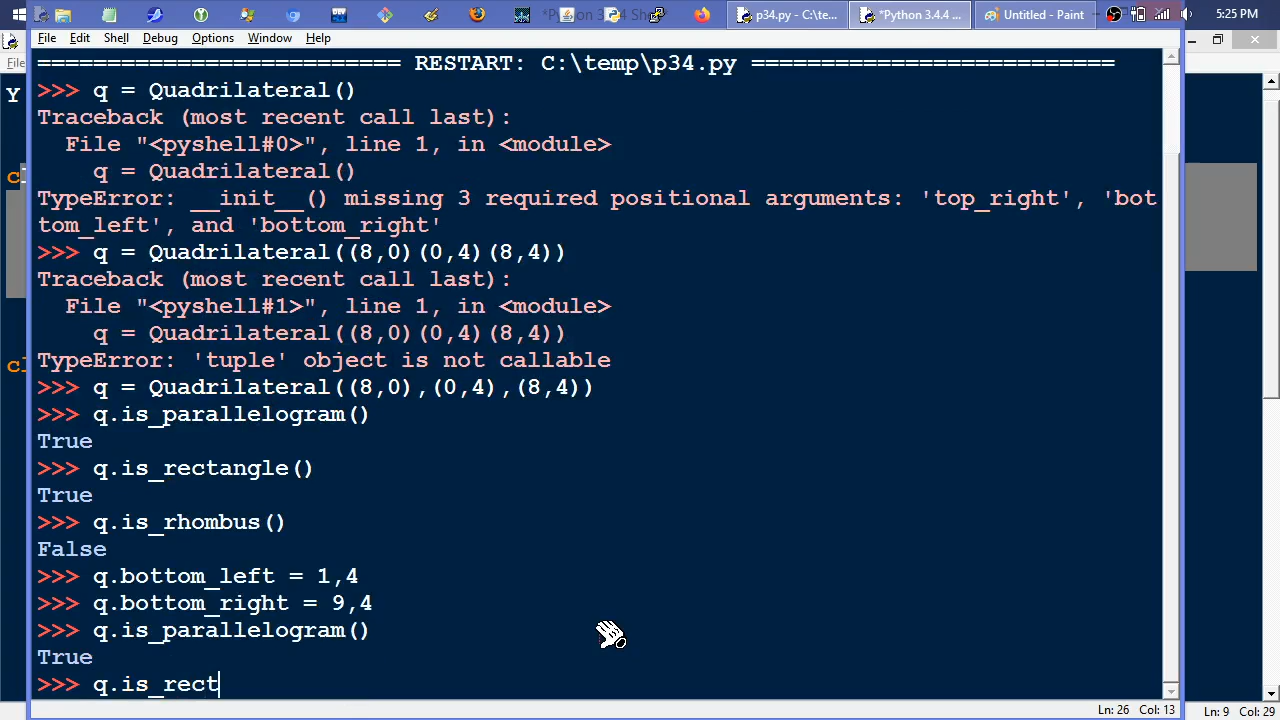 p34.py - C:\te...
*Python 3.4.4 ...
Untitled - Paint
5:25 PM
File Edit Shell Debug Options Window Help
========================== RESTART: C:\temp\p34.py ==========================
>>> q = Quadrilateral()
Traceback (most recent call last):
  File "<pyshell#0>", line 1, in <module>
    q = Quadrilateral()
TypeError: __init__() missing 3 required positional arguments: 'top_right', 'bot
tom_left', and 'bottom_right'
>>> q = Quadrilateral((8,0)(0,4)(8,4))
Traceback (most recent call last):
  File "<pyshell#1>", line 1, in <module>
    q = Quadrilateral((8,0)(0,4)(8,4))
TypeError: 'tuple' object is not callable
>>> q = Quadrilateral((8,0),(0,4),(8,4))
>>> q.is_parallelogram()
True
>>> q.is_rectangle()
True
>>> q.is_rhombus()
False
>>> q.bottom_left = 1,4
>>> q.bottom_right = 9,4
>>> q.is_parallelogram()
True
>>> q.is_rect
Ln: 26 Col: 13
Ln: 9 Col: 29